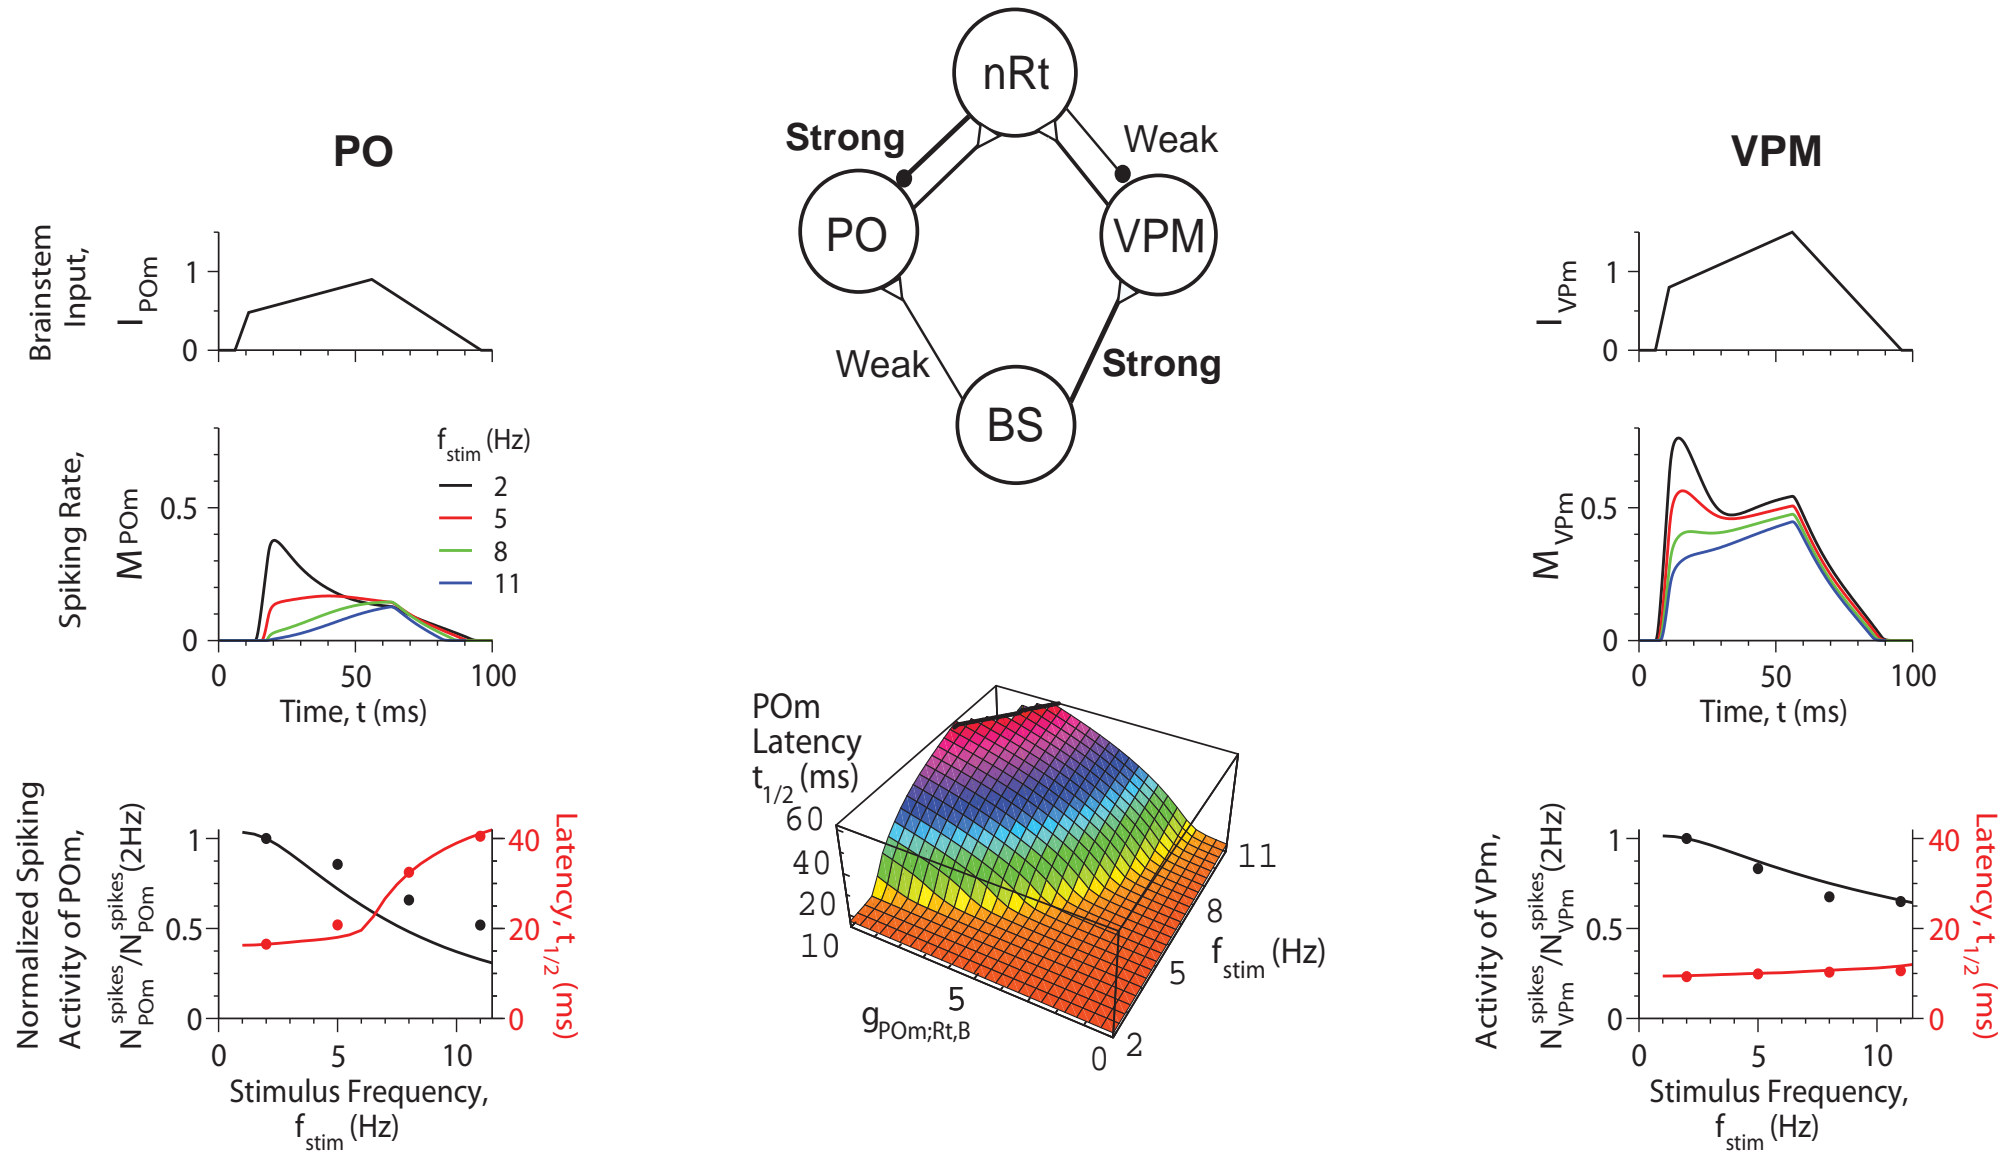 PO
Brainstem
Input,
I POm
1
0
Spiking Rate,
M POm
0.5
0
f stim (Hz)
2
5
8
11
0 50 100
Time, t (ms)
Normalized Spiking
Activity of POm,
N spikes POm /N spikes POm (2Hz)
1
0.5
0
40
20
0
Latency, t 1/2 (ms)
0 5 10
Stimulus Frequency,
f stim (Hz)
nRt
Strong
Weak
PO
VPM
Weak
Strong
BS
POm
Latency
t 1/2 (ms)
60
40
20
10
5
0
g POm;Rt,B
2
5
8
11
f stim (Hz)
VPM
I VPm
1
0
M VPm
0.5
0
0 50 100
Time, t (ms)
Activity of VPm,
N spikes VPm /N spikes VPm (2Hz)
1
0.5
0
40
20
0
Latency, t 1/2 (ms)
0 5 10
Stimulus Frequency,
f stim (Hz)